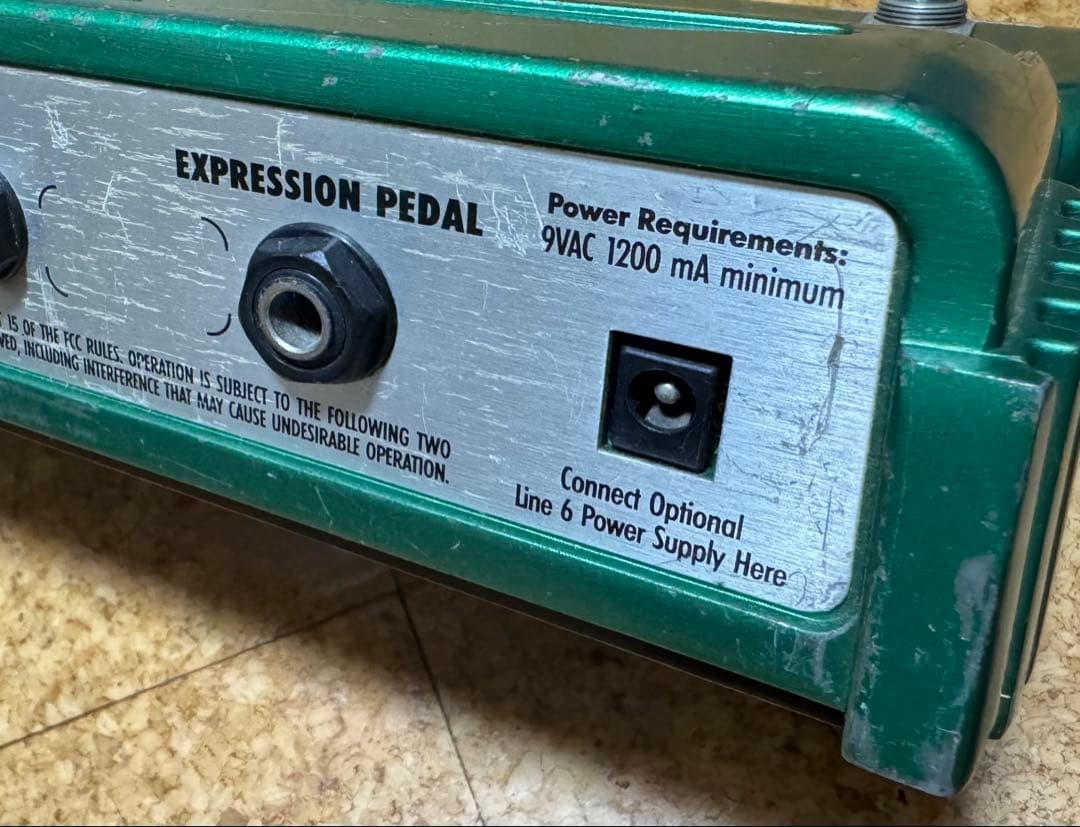 EXPRESSION PEDAL
Power Requirements:
9VAC 1200 mA minimum
15 OF THE FCC RULES. OPERATION IS SUBJECT TO THE FOLLOWING TWO
INCLUDING INTERFERENCE THAT MAY CAUSE UNDESIRABLE OPERATION.
Connect Optional
Line 6 Power Supply Here